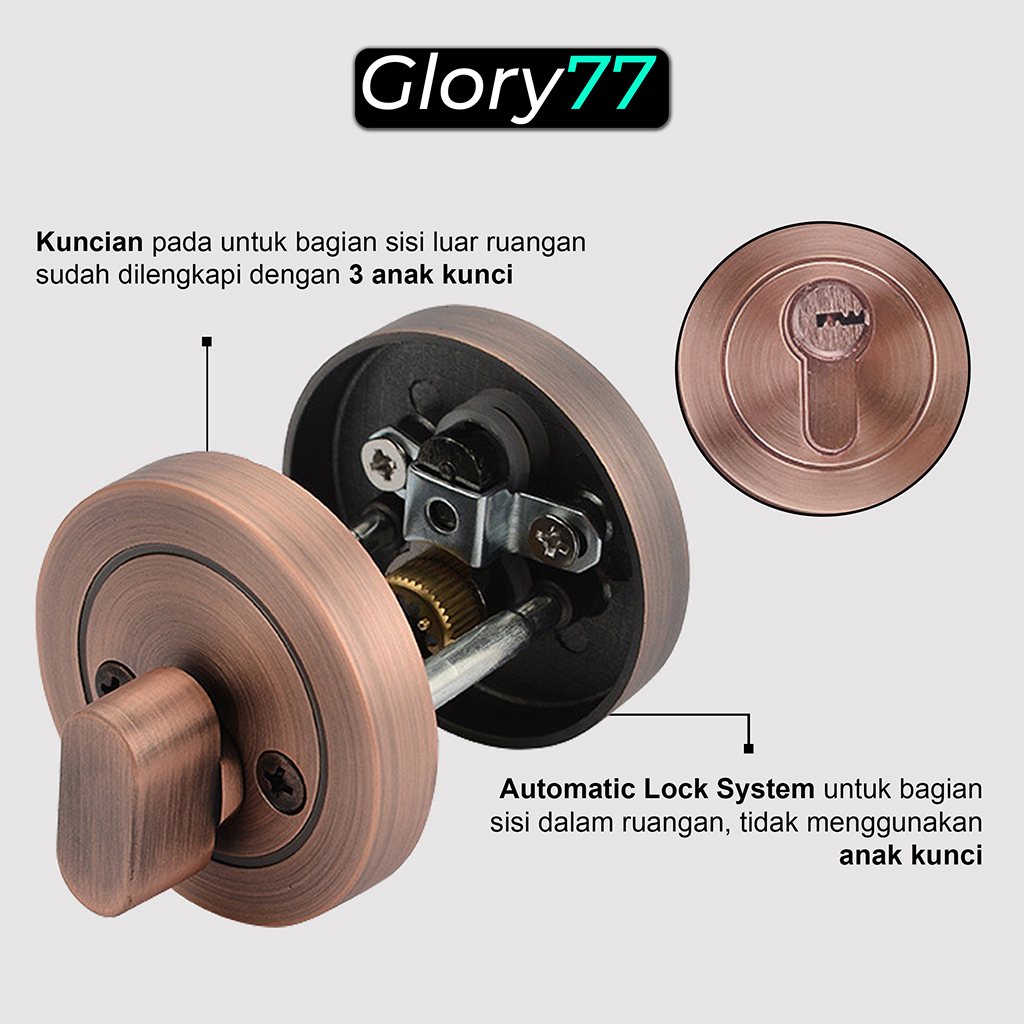 Glory77
Kuncian pada untuk bagian sisi luar ruangan
sudah dilengkapi dengan 3 anak kunci
Automatic Lock System untuk bagian
sisi dalam ruangan, tidak menggunakan
anak kunci